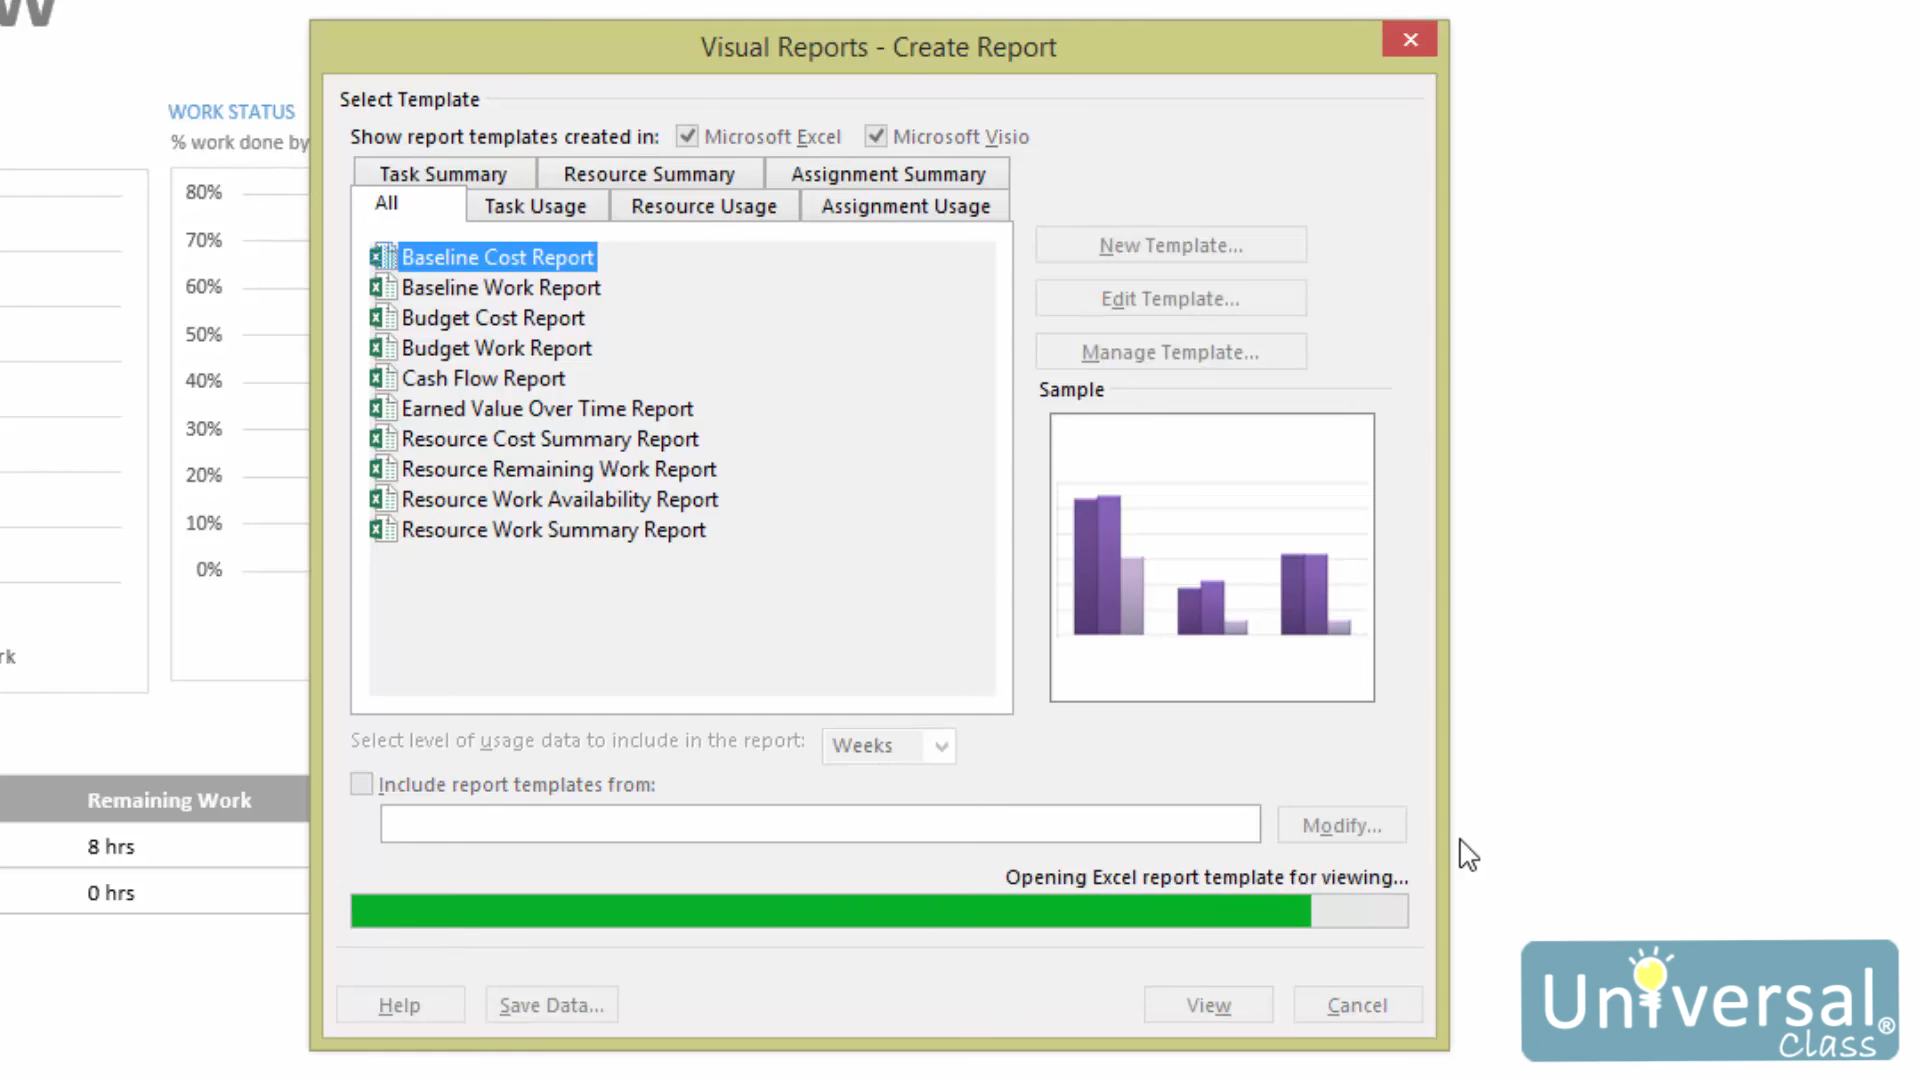 W
Visual Reports - Create Report
Select Template
WORK STATUS
Show report templates created in: Microsoft Excel Microsoft Visio
% work done by
Task Summary Resource Summary Assignment Summary
All Task Usage Resource Usage Assignment Usage
80%
70%
60%
50%
40%
30%
20%
10%
0%
rk
Baseline Cost Report
Baseline Work Report
Budget Cost Report
Budget Work Report
Cash Flow Report
Earned Value Over Time Report
Resource Cost Summary Report
Resource Remaining Work Report
Resource Work Availability Report
Resource Work Summary Report
New Template...
Edit Template...
Manage Template...
Sample
Select level of usage data to include in the report: Weeks
Include report templates from:
Modify...
Remaining Work
8 hrs
0 hrs
Opening Excel report template for viewing...
Help Save Data... View Cancel
Universal®
Class